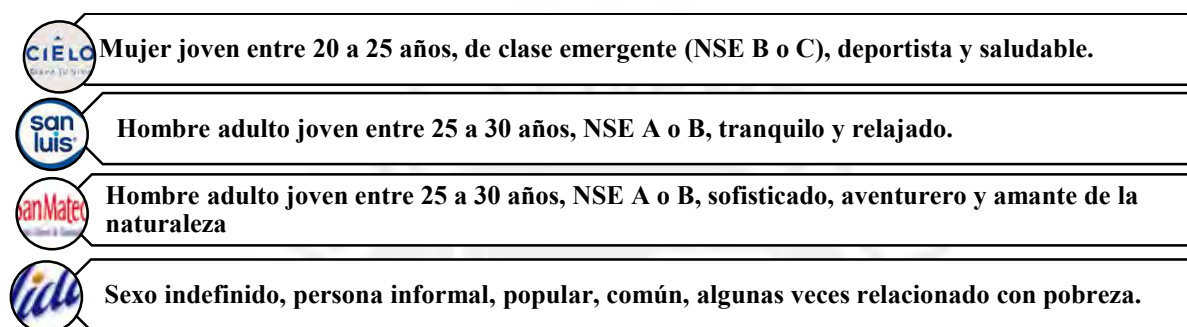 CIELO
Mujer joven entre 20 a 25 años, de clase emergente (NSE B o C), deportista y saludable.
san
luis
Hombre adulto joven entre 25 a 30 años, NSE A o B, tranquilo y relajado.
San Mateo
Hombre adulto joven entre 25 a 30 años, NSE A o B, sofisticado, aventurero y amante de la
naturaleza
Sexo indefinido, persona informal, popular, común, algunas veces relacionado con pobreza.